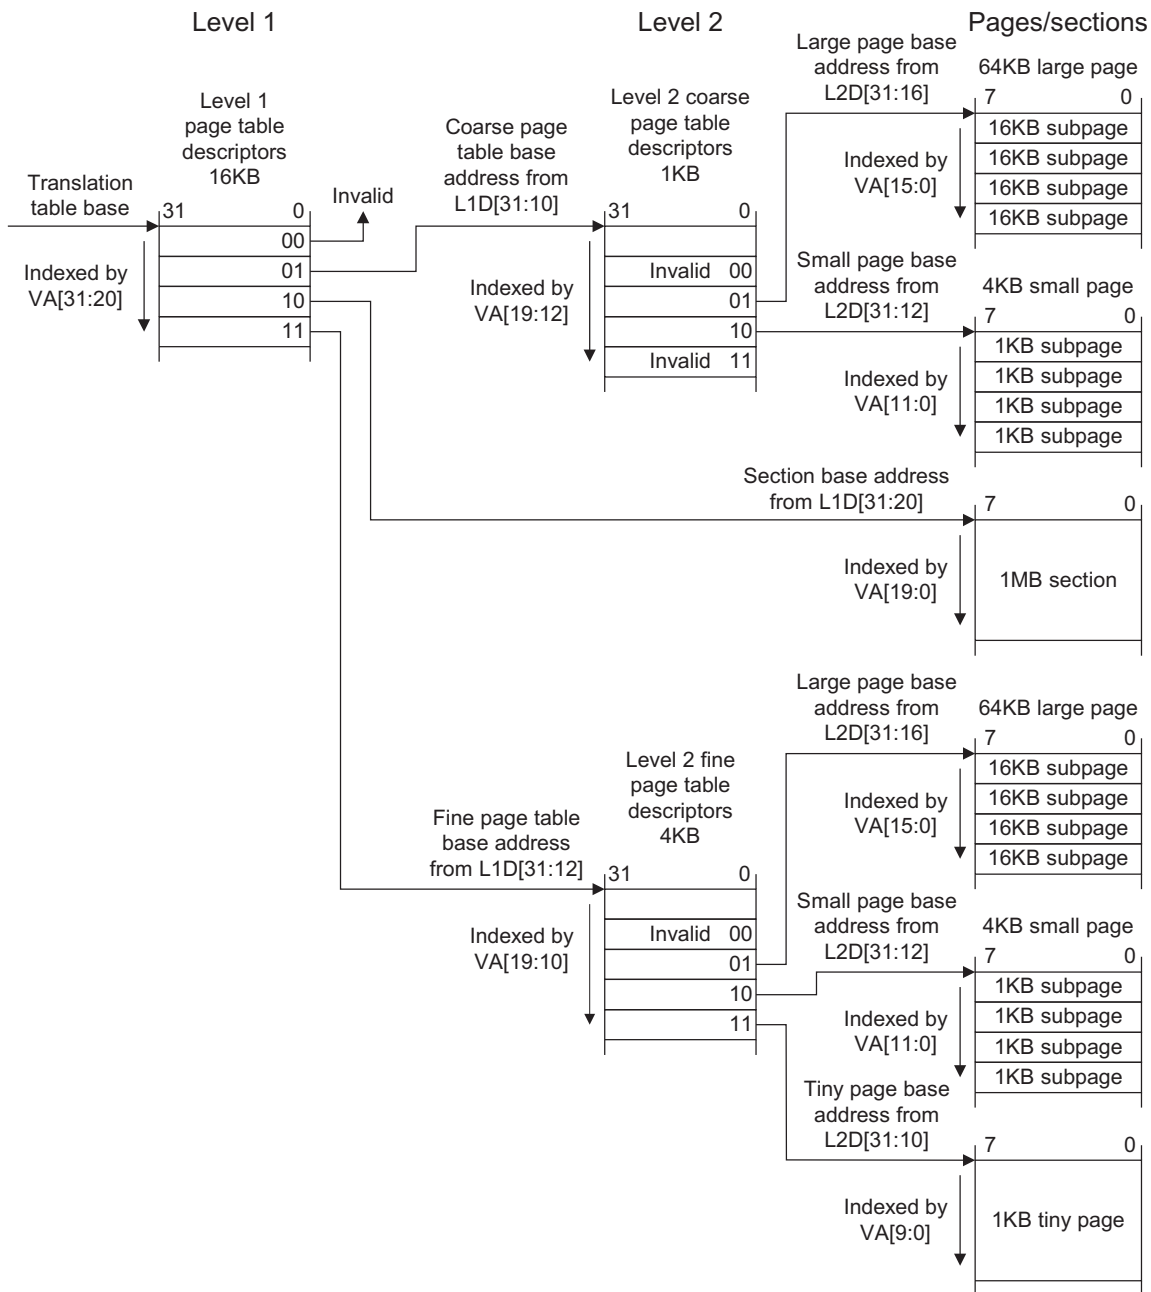 Level 1
Level 2
Pages/sections
Level 1
page table
descriptors
16KB
Translation
table base
31 0
Invalid
00
01
10
11
Indexed by
VA[31:20]
Coarse page
table base
address from
L1D[31:10]
Level 2 coarse
page table
descriptors
1KB
31 0
Indexed by
VA[19:12]
Invalid 00
01
10
Invalid 11
Large page base
address from
L2D[31:16]
64KB large page
7 0
16KB subpage
16KB subpage
16KB subpage
16KB subpage
Indexed by
VA[15:0]
Small page base
address from
L2D[31:12]
4KB small page
7 0
1KB subpage
1KB subpage
1KB subpage
1KB subpage
Indexed by
VA[11:0]
Section base address
from L1D[31:20]
7 0
Indexed by
VA[19:0]
1MB section
Fine page table
base address
from L1D[31:12]
Level 2 fine
page table
descriptors
4KB
31 0
Indexed by
VA[19:10]
Invalid 00
01
10
11
Large page base
address from
L2D[31:16]
64KB large page
7 0
16KB subpage
16KB subpage
16KB subpage
16KB subpage
Indexed by
VA[15:0]
Small page base
address from
L2D[31:12]
4KB small page
7 0
1KB subpage
1KB subpage
1KB subpage
1KB subpage
Indexed by
VA[11:0]
Tiny page base
address from
L2D[31:10]
7 0
Indexed by
VA[9:0]
1KB tiny page